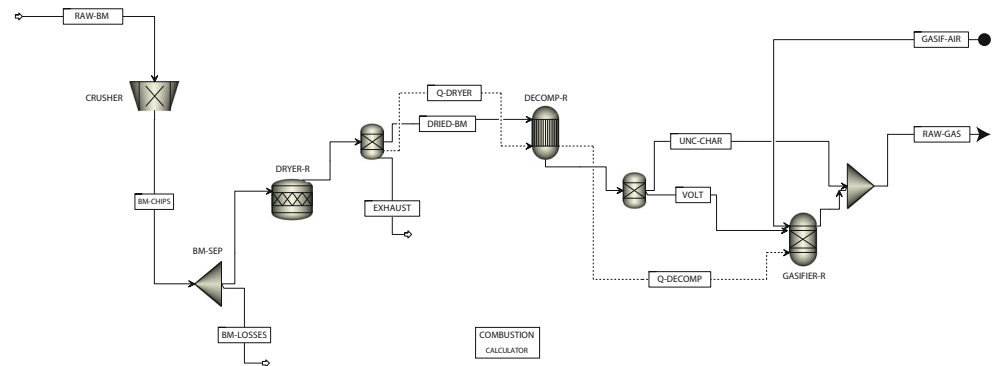 RAW-BM
GASIF-AIR
CRUSHER
Q-DRYER
DECOMP-R
DRIED-BM
UNC-CHAR
RAW-GAS
DRYER-R
BM-CHIPS
VOLT
EXHAUST
BM-SEP
GASIFIER-R
Q-DECOMP
BM-LOSSES
COMBUSTION
CALCULATOR